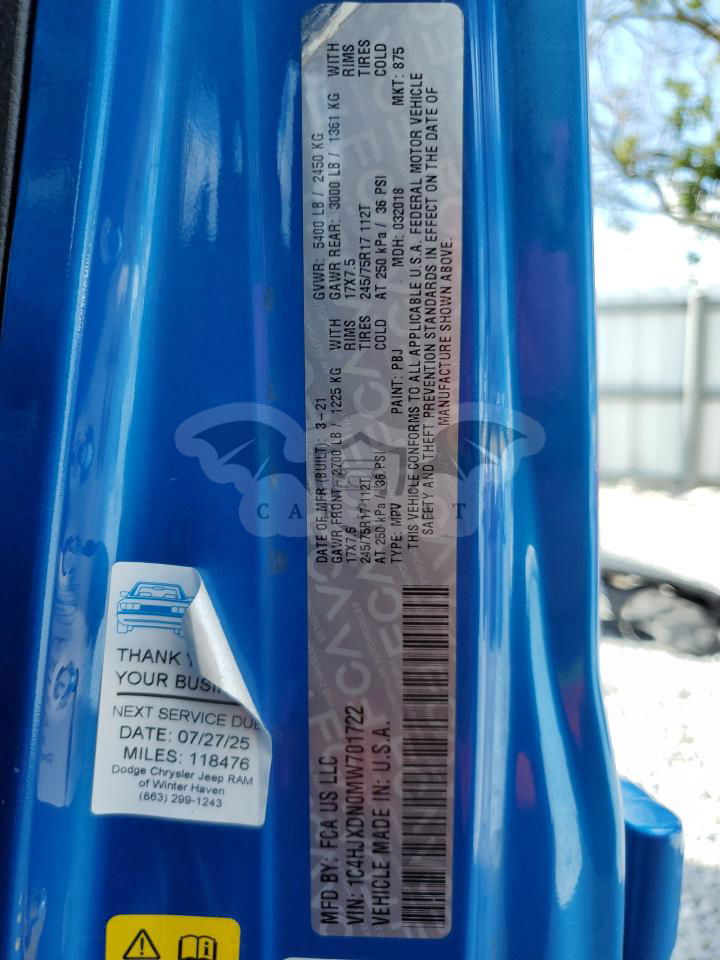 MFD BY: FCA US LLC
DATE OF MFR (BUILT): 3-21
GVWR: 5400 LB / 2450 KG
GAWR FRONT: 2700 LB / 1225 KG WITH
GAWR REAR: 3000 LB / 1361 KG WITH
17X7.5 RIMS
17X7.5 RIMS
245/75R17 112T TIRES
245/75R17 112T TIRES
AT 250 kPa / 36 PSI COLD
AT 250 kPa / 36 PSI COLD
VIN: 1C4HJXDN0MW701722
TYPE: MPV PAINT: PBJ MDH: 032018 MKT: 875
VEHICLE MADE IN: U.S.A.
THIS VEHICLE CONFORMS TO ALL APPLICABLE U.S.A. FEDERAL MOTOR VEHICLE
SAFETY AND THEFT PREVENTION STANDARDS IN EFFECT ON THE DATE OF
MANUFACTURE SHOWN ABOVE.
THANK Y
YOUR BUSI
NEXT SERVICE DUE
DATE: 07/27/25
MILES: 118476
Dodge Chrysler Jeep RAM
of Winter Haven
(863) 299-1243